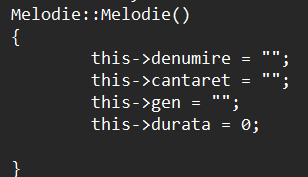 Melodie::Melodie()
{
        this->denumire = "";
        this->cantaret = "";
        this->gen = "";
        this->durata = 0;
}